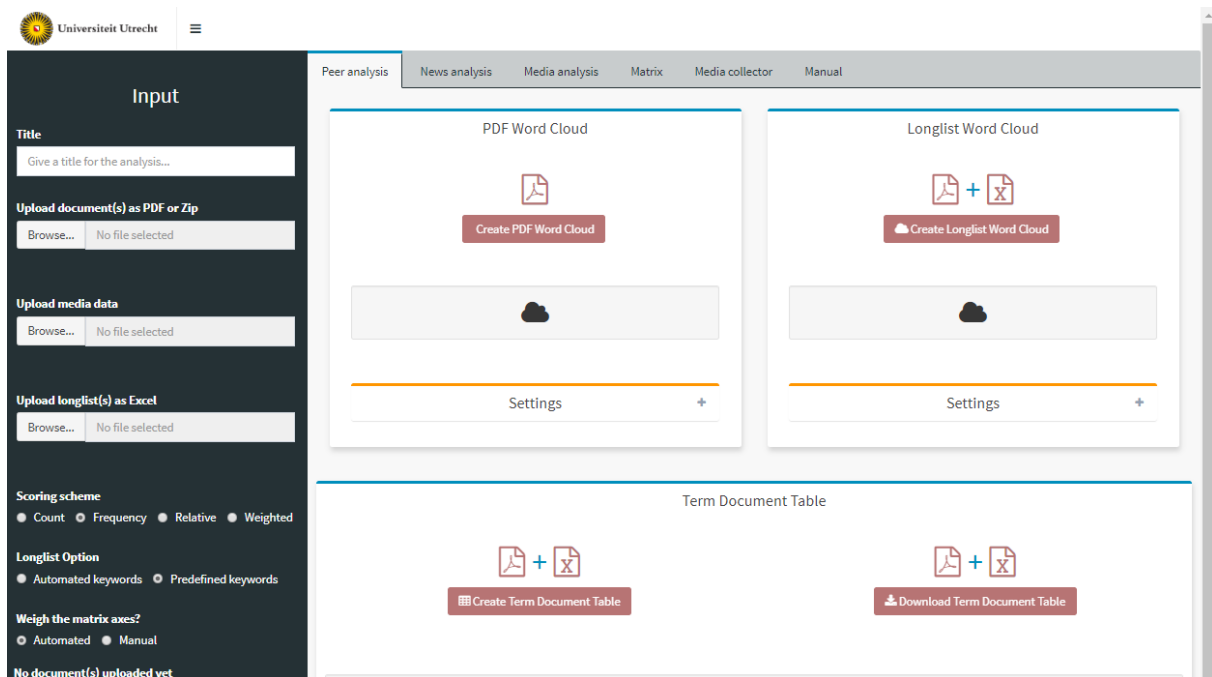 Universiteit Utrecht
Input
Title
Give a title for the analysis...
Upload document(s) as PDF or Zip
Browse... No file selected
Upload media data
Browse... No file selected
Upload longlist(s) as Excel
Browse... No file selected
Scoring scheme
Count Frequency Relative Weighted
Longlist Option
Automated keywords Predefined keywords
Weigh the matrix axes?
Automated Manual
No document(s) uploaded yet
Peer analysis News analysis Media analysis Matrix Media collector Manual
PDF Word Cloud
Create PDF Word Cloud
Settings +
Longlist Word Cloud
+ X
Create Longlist Word Cloud
Settings +
Term Document Table
+ X
Create Term Document Table
+ X
Download Term Document Table